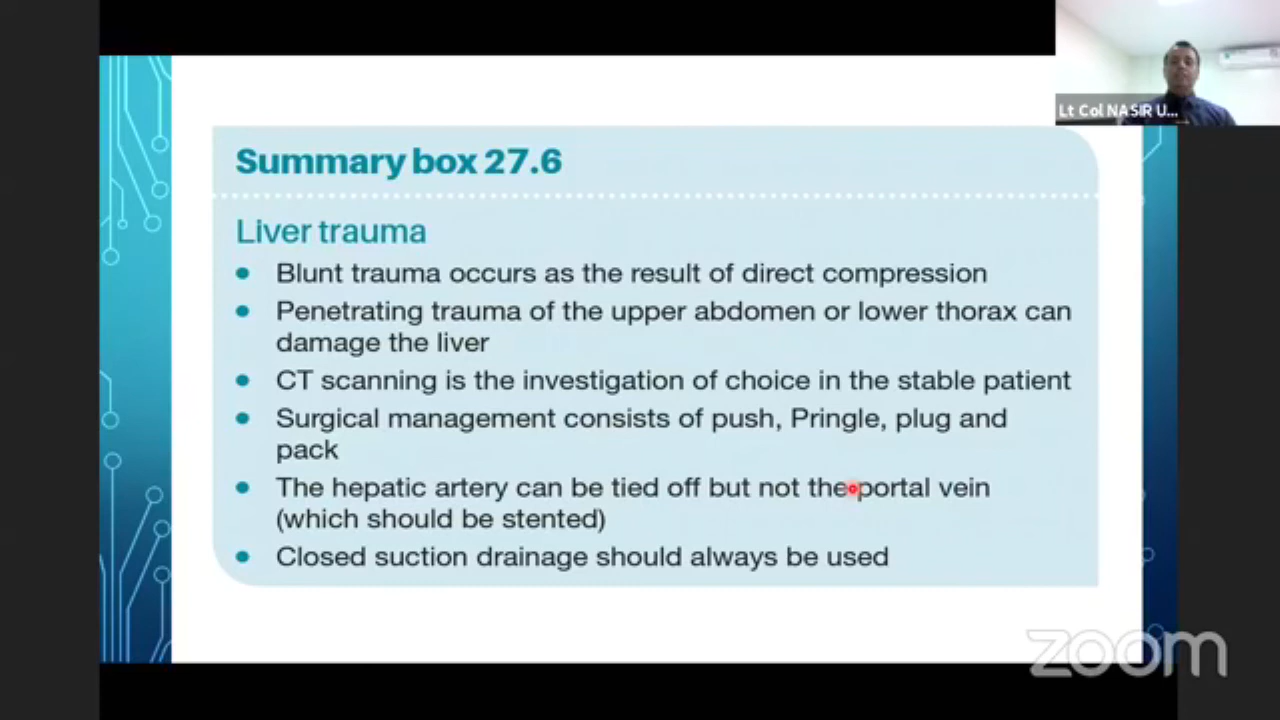 Lt Col NASIR U...
Summary box 27.6
Liver trauma
Blunt trauma occurs as the result of direct compression
Penetrating trauma of the upper abdomen or lower thorax can
damage the liver
CT scanning is the investigation of choice in the stable patient
Surgical management consists of push, Pringle, plug and
pack
The hepatic artery can be tied off but not the portal vein
(which should be stented)
Closed suction drainage should always be used
zoom